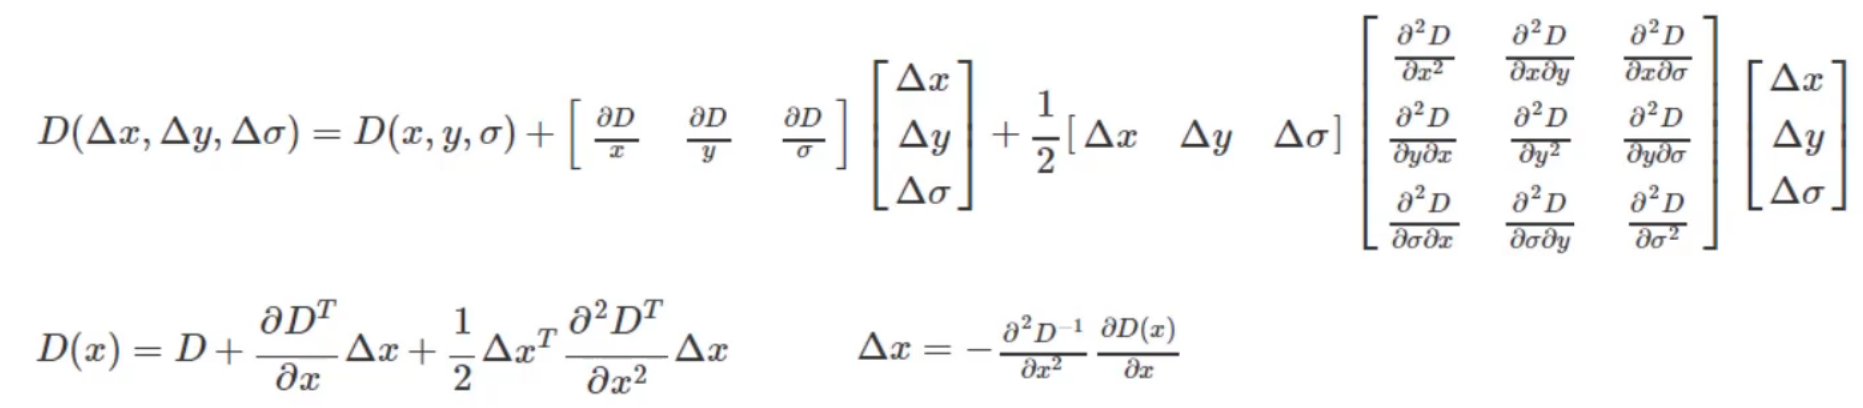 $D(\Delta x, \Delta y, \Delta \sigma) = D(x, y, \sigma) + \begin{bmatrix} \frac{\partial D}{x} & \frac{\partial D}{y} & \frac{\partial D}{\sigma} \end{bmatrix} \begin{bmatrix} \Delta x \\ \Delta y \\ \Delta \sigma \end{bmatrix} + \frac{1}{2} [\Delta x \quad \Delta y \quad \Delta \sigma] \begin{bmatrix} \frac{\partial^2 D}{\partial x^2} & \frac{\partial^2 D}{\partial x \partial y} & \frac{\partial^2 D}{\partial x \partial \sigma} \\ \frac{\partial^2 D}{\partial y \partial x} & \frac{\partial^2 D}{\partial y^2} & \frac{\partial^2 D}{\partial y \partial \sigma} \\ \frac{\partial^2 D}{\partial \sigma \partial x} & \frac{\partial^2 D}{\partial \sigma \partial y} & \frac{\partial^2 D}{\partial \sigma^2} \end{bmatrix} \begin{bmatrix} \Delta x \\ \Delta y \\ \Delta \sigma \end{bmatrix}$
$D(x) = D + \frac{\partial D^T}{\partial x} \Delta x + \frac{1}{2} \Delta x^T \frac{\partial^2 D^T}{\partial x^2} \Delta x \qquad \Delta x = -\frac{\partial^2 D^{-1}}{\partial x^2} \frac{\partial D(x)}{\partial x}$